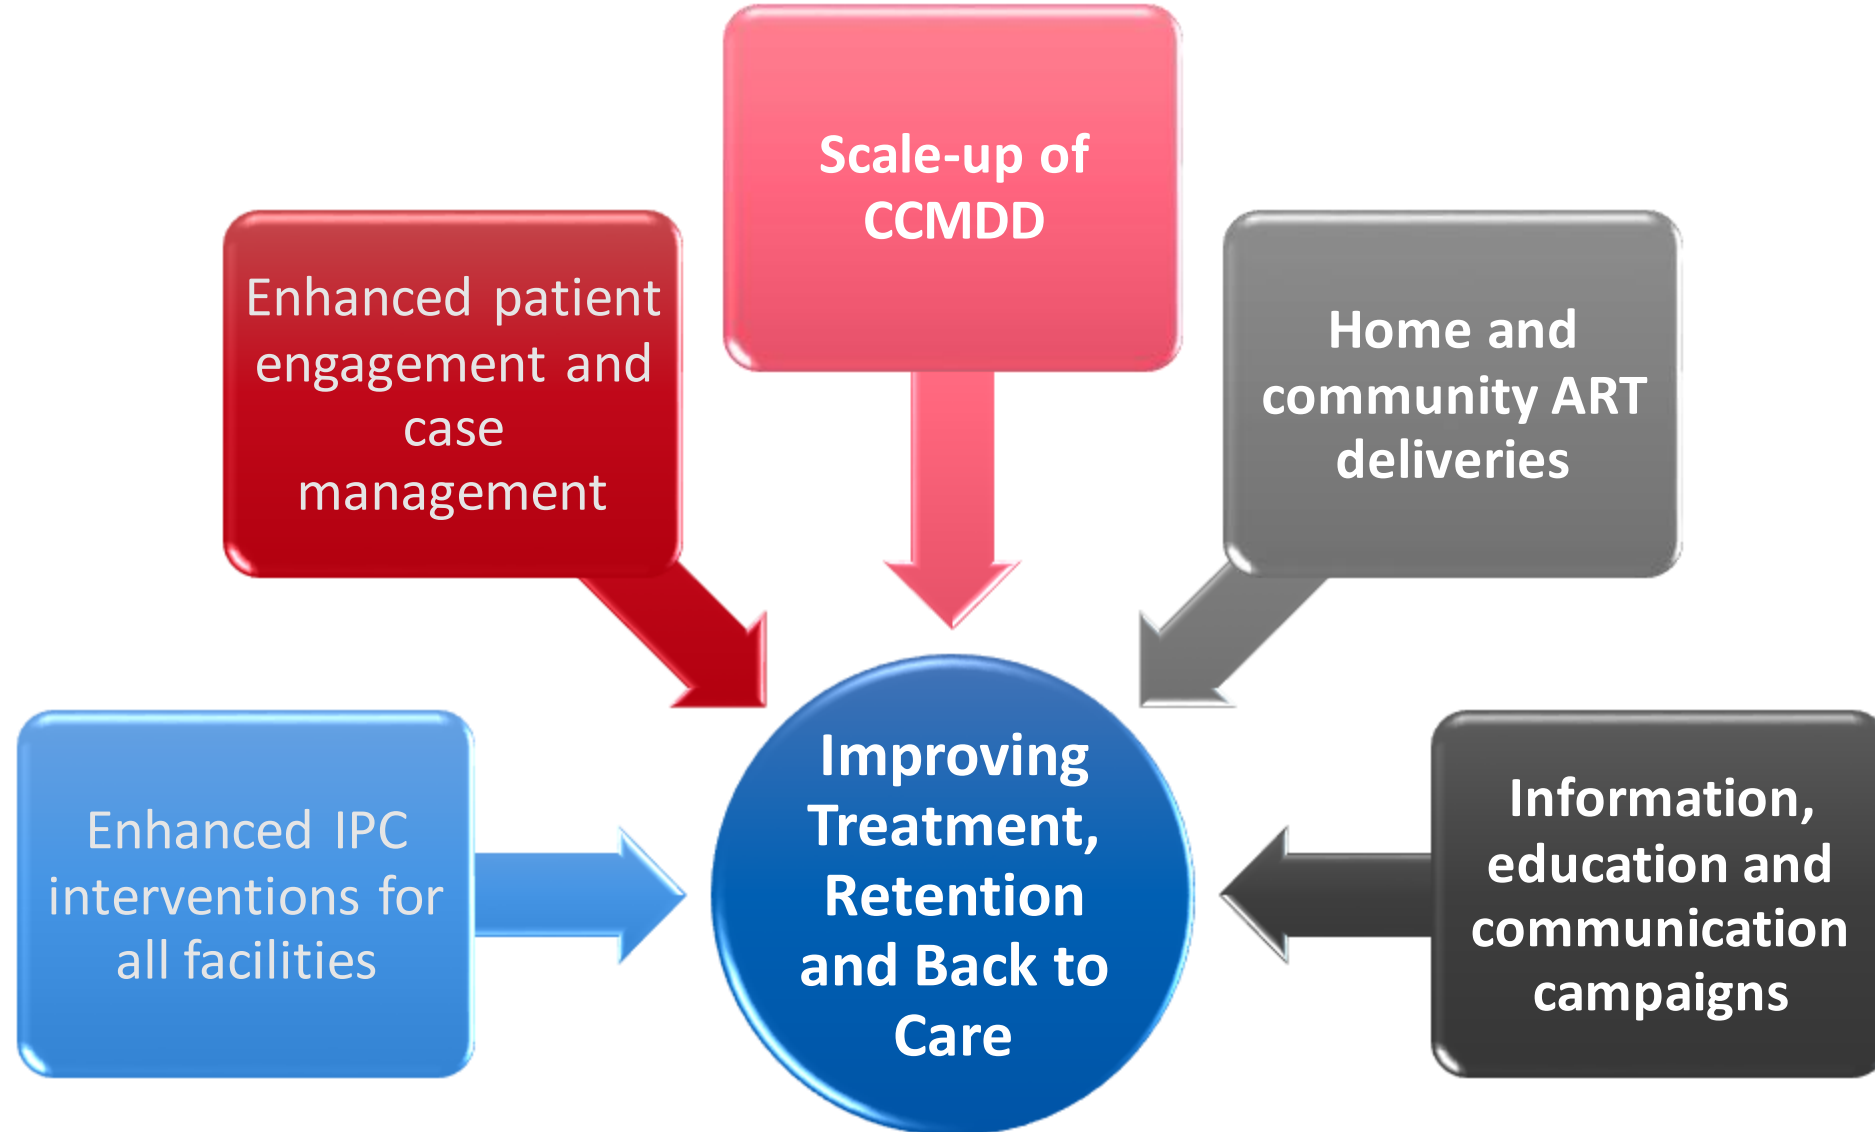 Scale-up of
CCMDD
Enhanced patient
engagement and
case
management
Home and
community ART
deliveries
Enhanced IPC
interventions for
all facilities
Improving
Treatment,
Retention
and Back to
Care
Information,
education and
communication
campaigns